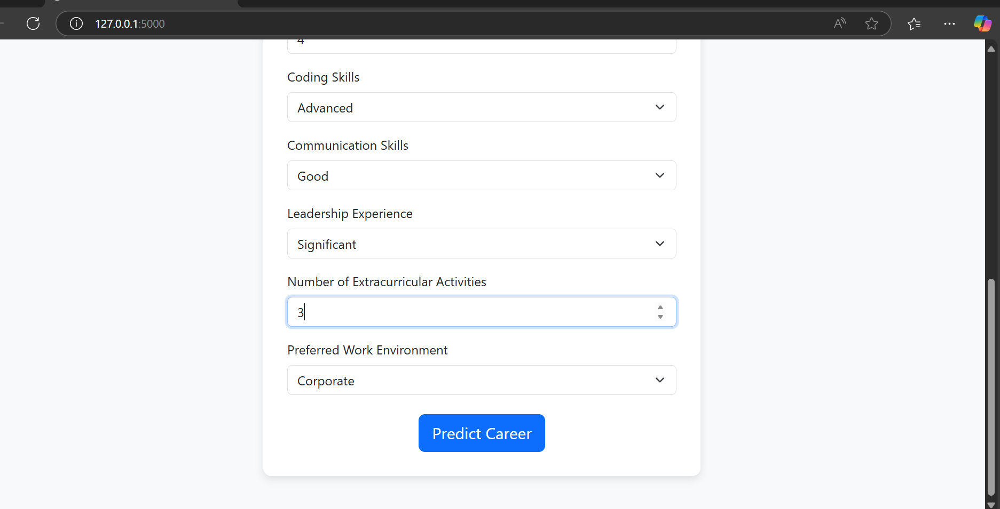 127.0.0.1:5000
4
Coding Skills
Advanced
Communication Skills
Good
Leadership Experience
Significant
Number of Extracurricular Activities
3
Preferred Work Environment
Corporate
Predict Career